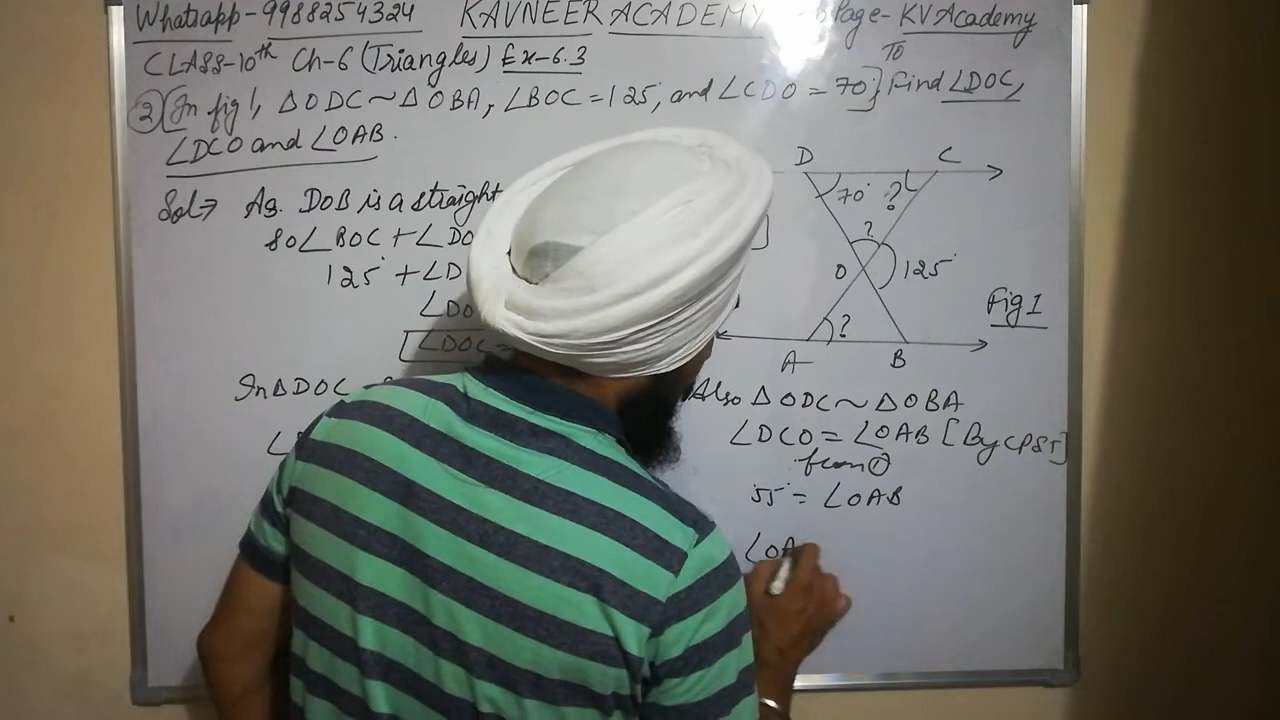 Whatsapp-9988254324 KAVNEER ACADEMY Page-KVAcademy
CLASS-10th Ch-6 (Triangles) Ex-6.3 To
② [In fig 1, △ODC ~ △OBA, ∠BOC = 125°, and ∠CDO = 70°] Find ∠DOC,
∠DCO and ∠OAB.
Sol→ As. DOB is a straight
so ∠BOC + ∠DO
125° + ∠D
∠DO
∠DOC =
In △DOC
D C
70° ?
?
O 125°
?
A B
Fig 1
Also △ODC ~ △OBA
∠DCO = ∠OAB [By CPST]
from ①
55° = ∠OAB
∠OA